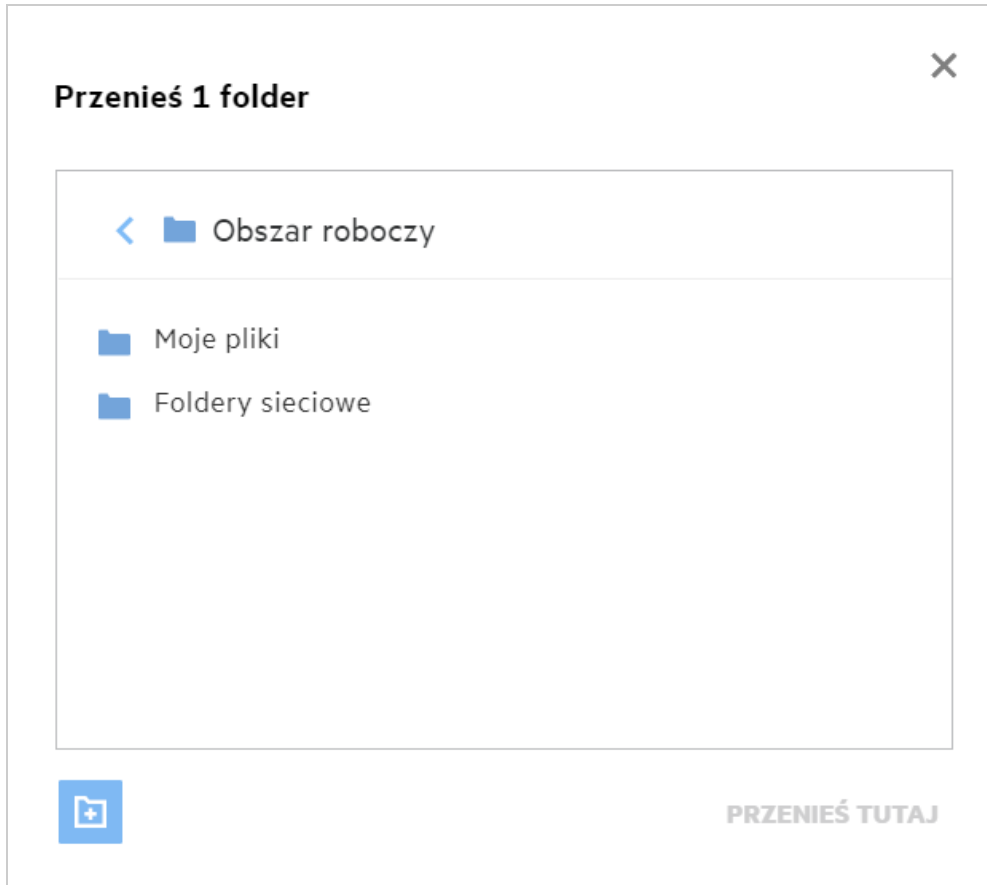 Przenieś 1 folder
Obszar roboczy
Moje pliki
Foldery sieciowe
PRZENIEŚ TUTAJ